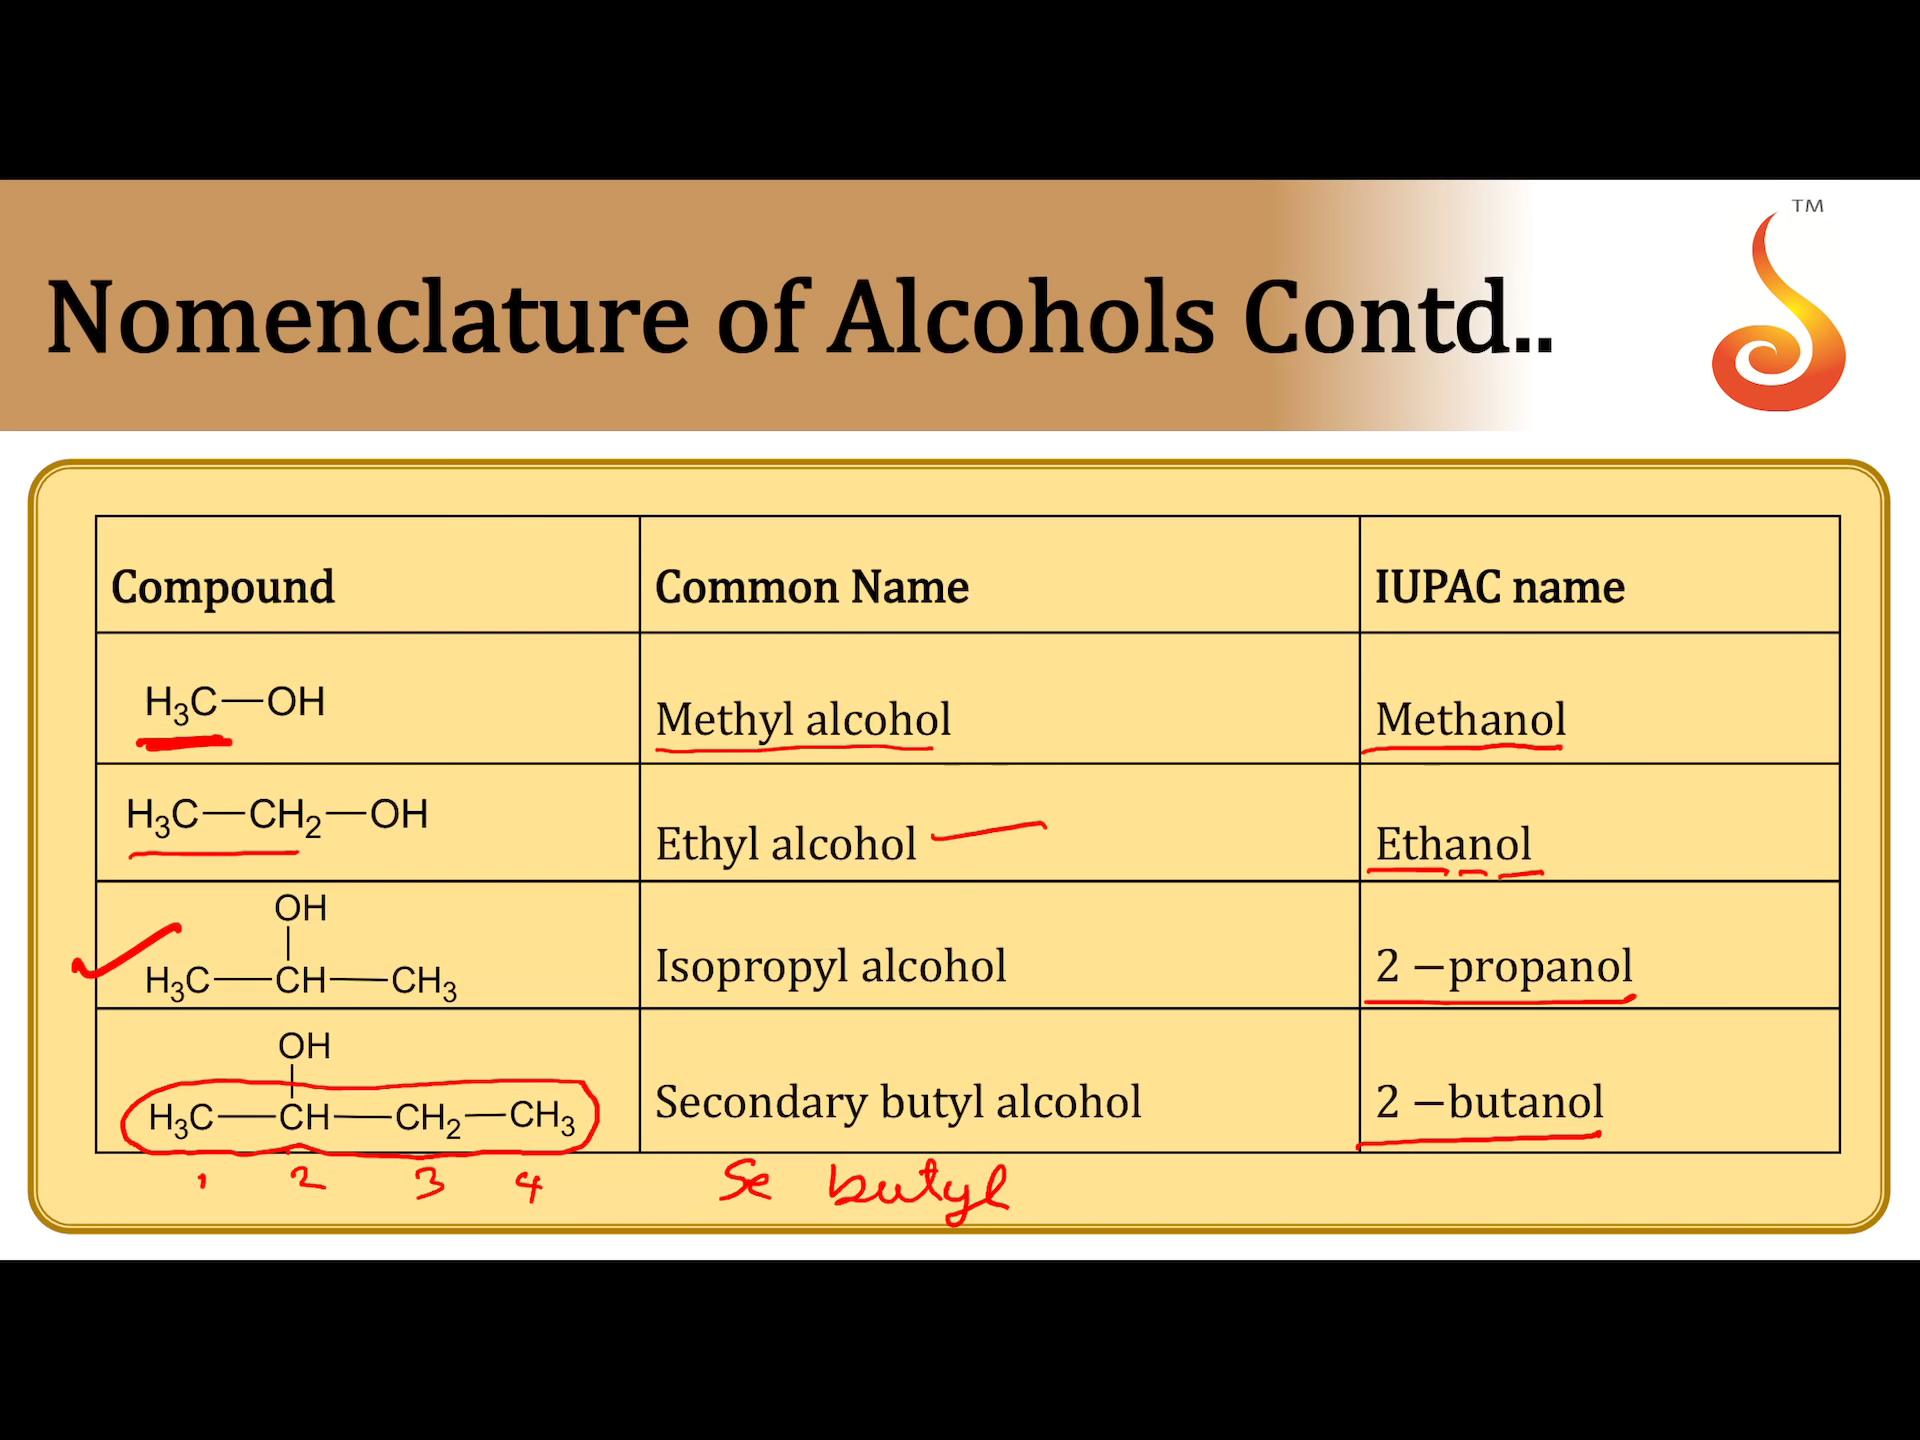 TM
Nomenclature of Alcohols Contd..
Compound Common Name IUPAC name
H₃C—OH Methyl alcohol Methanol
H₃C—CH₂—OH Ethyl alcohol Ethanol
OH
H₃C—CH—CH₃ Isopropyl alcohol 2 –propanol
OH
H₃C—CH—CH₂—CH₃ Secondary butyl alcohol 2 –butanol
1 2 3 4 Se butyl